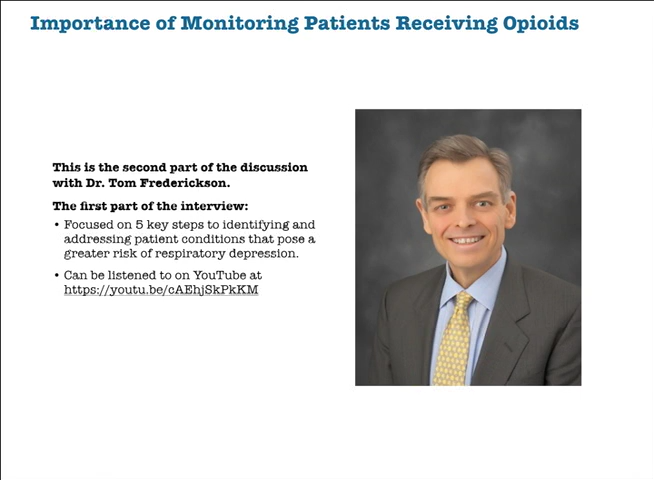 Importance of Monitoring Patients Receiving Opioids
This is the second part of the discussion
with Dr. Tom Frederickson.
The first part of the interview:
• Focused on 5 key steps to identifying and
addressing patient conditions that pose a
greater risk of respiratory depression.
• Can be listened to on YouTube at
https://youtu.be/cAEhjSkPkKM